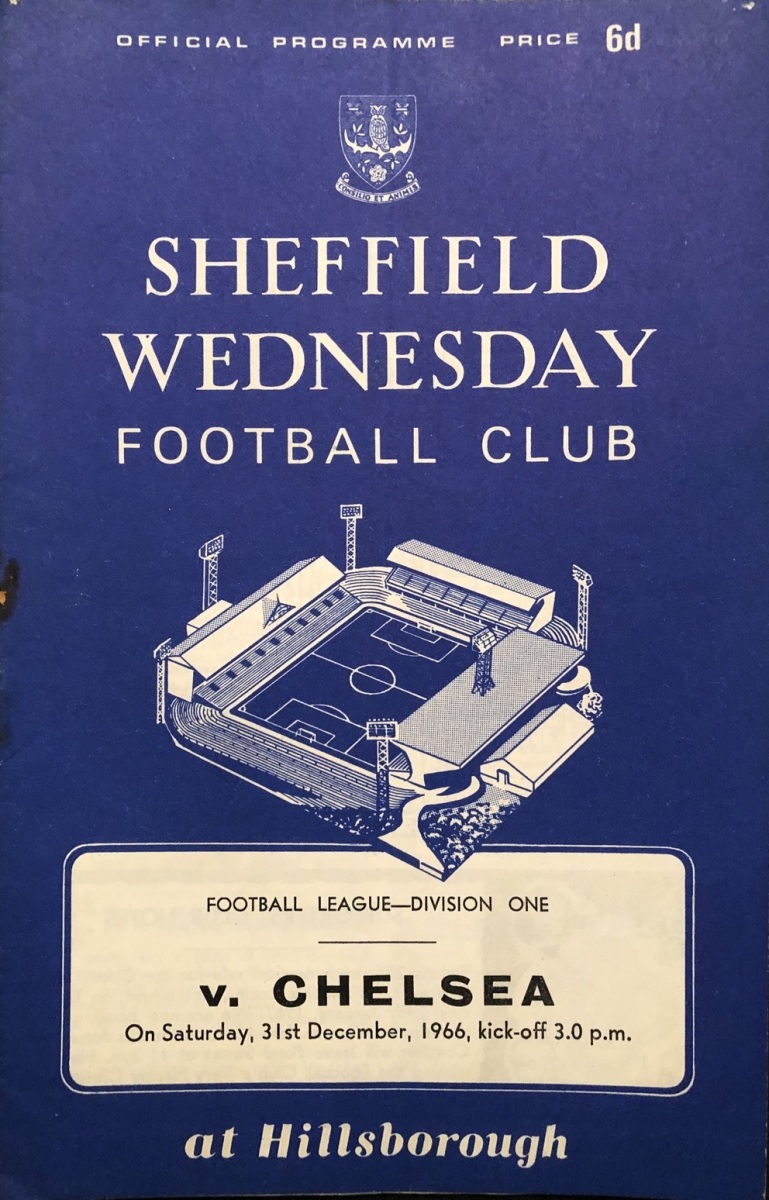 OFFICIAL PROGRAMME PRICE 6d
CONSILIO ET ANIMIS
SHEFFIELD
WEDNESDAY
FOOTBALL CLUB
FOOTBALL LEAGUE—DIVISION ONE
v. CHELSEA
On Saturday, 31st December, 1966, kick-off 3.0 p.m.
at Hillsborough